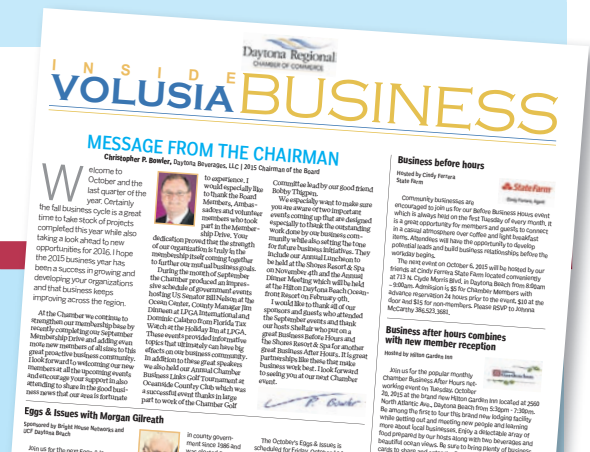 Daytona Regional
CHAMBER OF COMMERCE
INSIDE
VOLUSIA BUSINESS
MESSAGE FROM THE CHAIRMAN
Christopher P. Bowler, Daytona Beverages, LLC | 2015 Chairman of the Board
Welcome to
October and the
last quarter of the
year. Certainly
the fall business cycle is a great
time to take stock of projects
completed this year while also
taking a look ahead to new
opportunities for 2016. I hope
the 2015 business year has
been a success in growing and
developing your organizations
and that business keeps
improving across the region.
At the Chamber we continue to
strengthen our membership base by
recently completing our September
Membership Drive and adding even
more new members of all sizes to this
great proactive business community.
I look forward to welcoming our new
members at all the upcoming events
and encourage your support in also
attending to share in the good busi-
ness news that our area is fortunate
to experience. I
would especially like
to thank the Board
Members, Ambas-
sadors and volunteer
members who took
part in the Member-
ship Drive. Your
dedication proved that the strength
of our organization is truly in the
membership itself coming together
to further our mutual business goals.
During the month of September
the Chamber produced an impres-
sive schedule of government events
hosting US Senator Bill Nelson at the
Ocean Center, County Manager Jim
Dinneen at LPGA International and
Dominic Calabro from Florida Tax
Watch at the Holiday Inn at LPGA.
These events provided informative
topics that ultimately can have big
effects on our business community.
In addition to these great speakers
we also held our Annual Chamber
Business Links Golf Tournament at
Oceanside County Club which was
a successful event thanks in large
part to work of the Chamber Golf
Committee lead by our good friend
Bobby Thigpen.
We especially want to make sure
you are aware of two important
events coming up that are designed
especially to thank the outstanding
work done by our business com-
munity while also setting the tone
for future business initiatives. They
include our Annual Luncheon to
be held at the Shores Resort & Spa
on November 4th and the Annual
Dinner Meeting which will be held
at the Hilton Daytona Beach Ocean-
front Resort on February 9th.
I would like to thank all of our
sponsors and guests who attended
the September events and thank
our hosts Shelfair who put on a
great Business Before Hours and
the Shores Resort & Spa for another
great Business After Hours. It is great
partnerships like these that make
business work best. I look forward
to seeing you at our next Chamber
event.
Business before hours
Hosted by Cindy Ferrera
State Farm
StateFarm
Cindy Ferrera, Agent
Community businesses are
encouraged to join us for our Before Business Hours event
which is always held on the first Tuesday of every month. It
is a great opportunity for members and guests to connect
in a casual atmosphere over coffee and light breakfast
items. Attendees will have the opportunity to develop
potential leads and build business relationships before the
workday begins.
The next event on October 6, 2015 will be hosted by our
friends at Cindy Ferrera State Farm located conveniently
at 713 N. Clyde Morris Blvd. in Daytona Beach from 8:00am
- 9:00am. Admission is $5 for Chamber Members with
advance reservation 24 hours prior to the event, $10 at the
door and $15 for non-members. Please RSVP to Johnna
McCarthy 386.523.3681.
Business after hours combines
with new member reception
Hosted by Hilton Garden Inn
Join us for the popular monthly
Chamber Business After Hours net-
working event on Tuesday, October
20, 2015 at the brand new Hilton Garden Inn located at 2560
North Atlantic Ave., Daytona Beach from 5:30pm - 7:30pm.
Be among the first to tour this brand new lodging facility
while getting out and meeting new people and learning
more about local businesses. Enjoy a delectable array of
food prepared by our hosts along with two beverages and
beautiful ocean views. Be sure to bring plenty of business
cards to share and
Eggs & Issues with Morgan Gilreath
Sponsored by Bright House Networks and
UCF Daytona Beach
Join us for the next Eggs &
in county govern-
ment since 1986 and
was elected
The October's Eggs & Issues is
scheduled for Friday, October